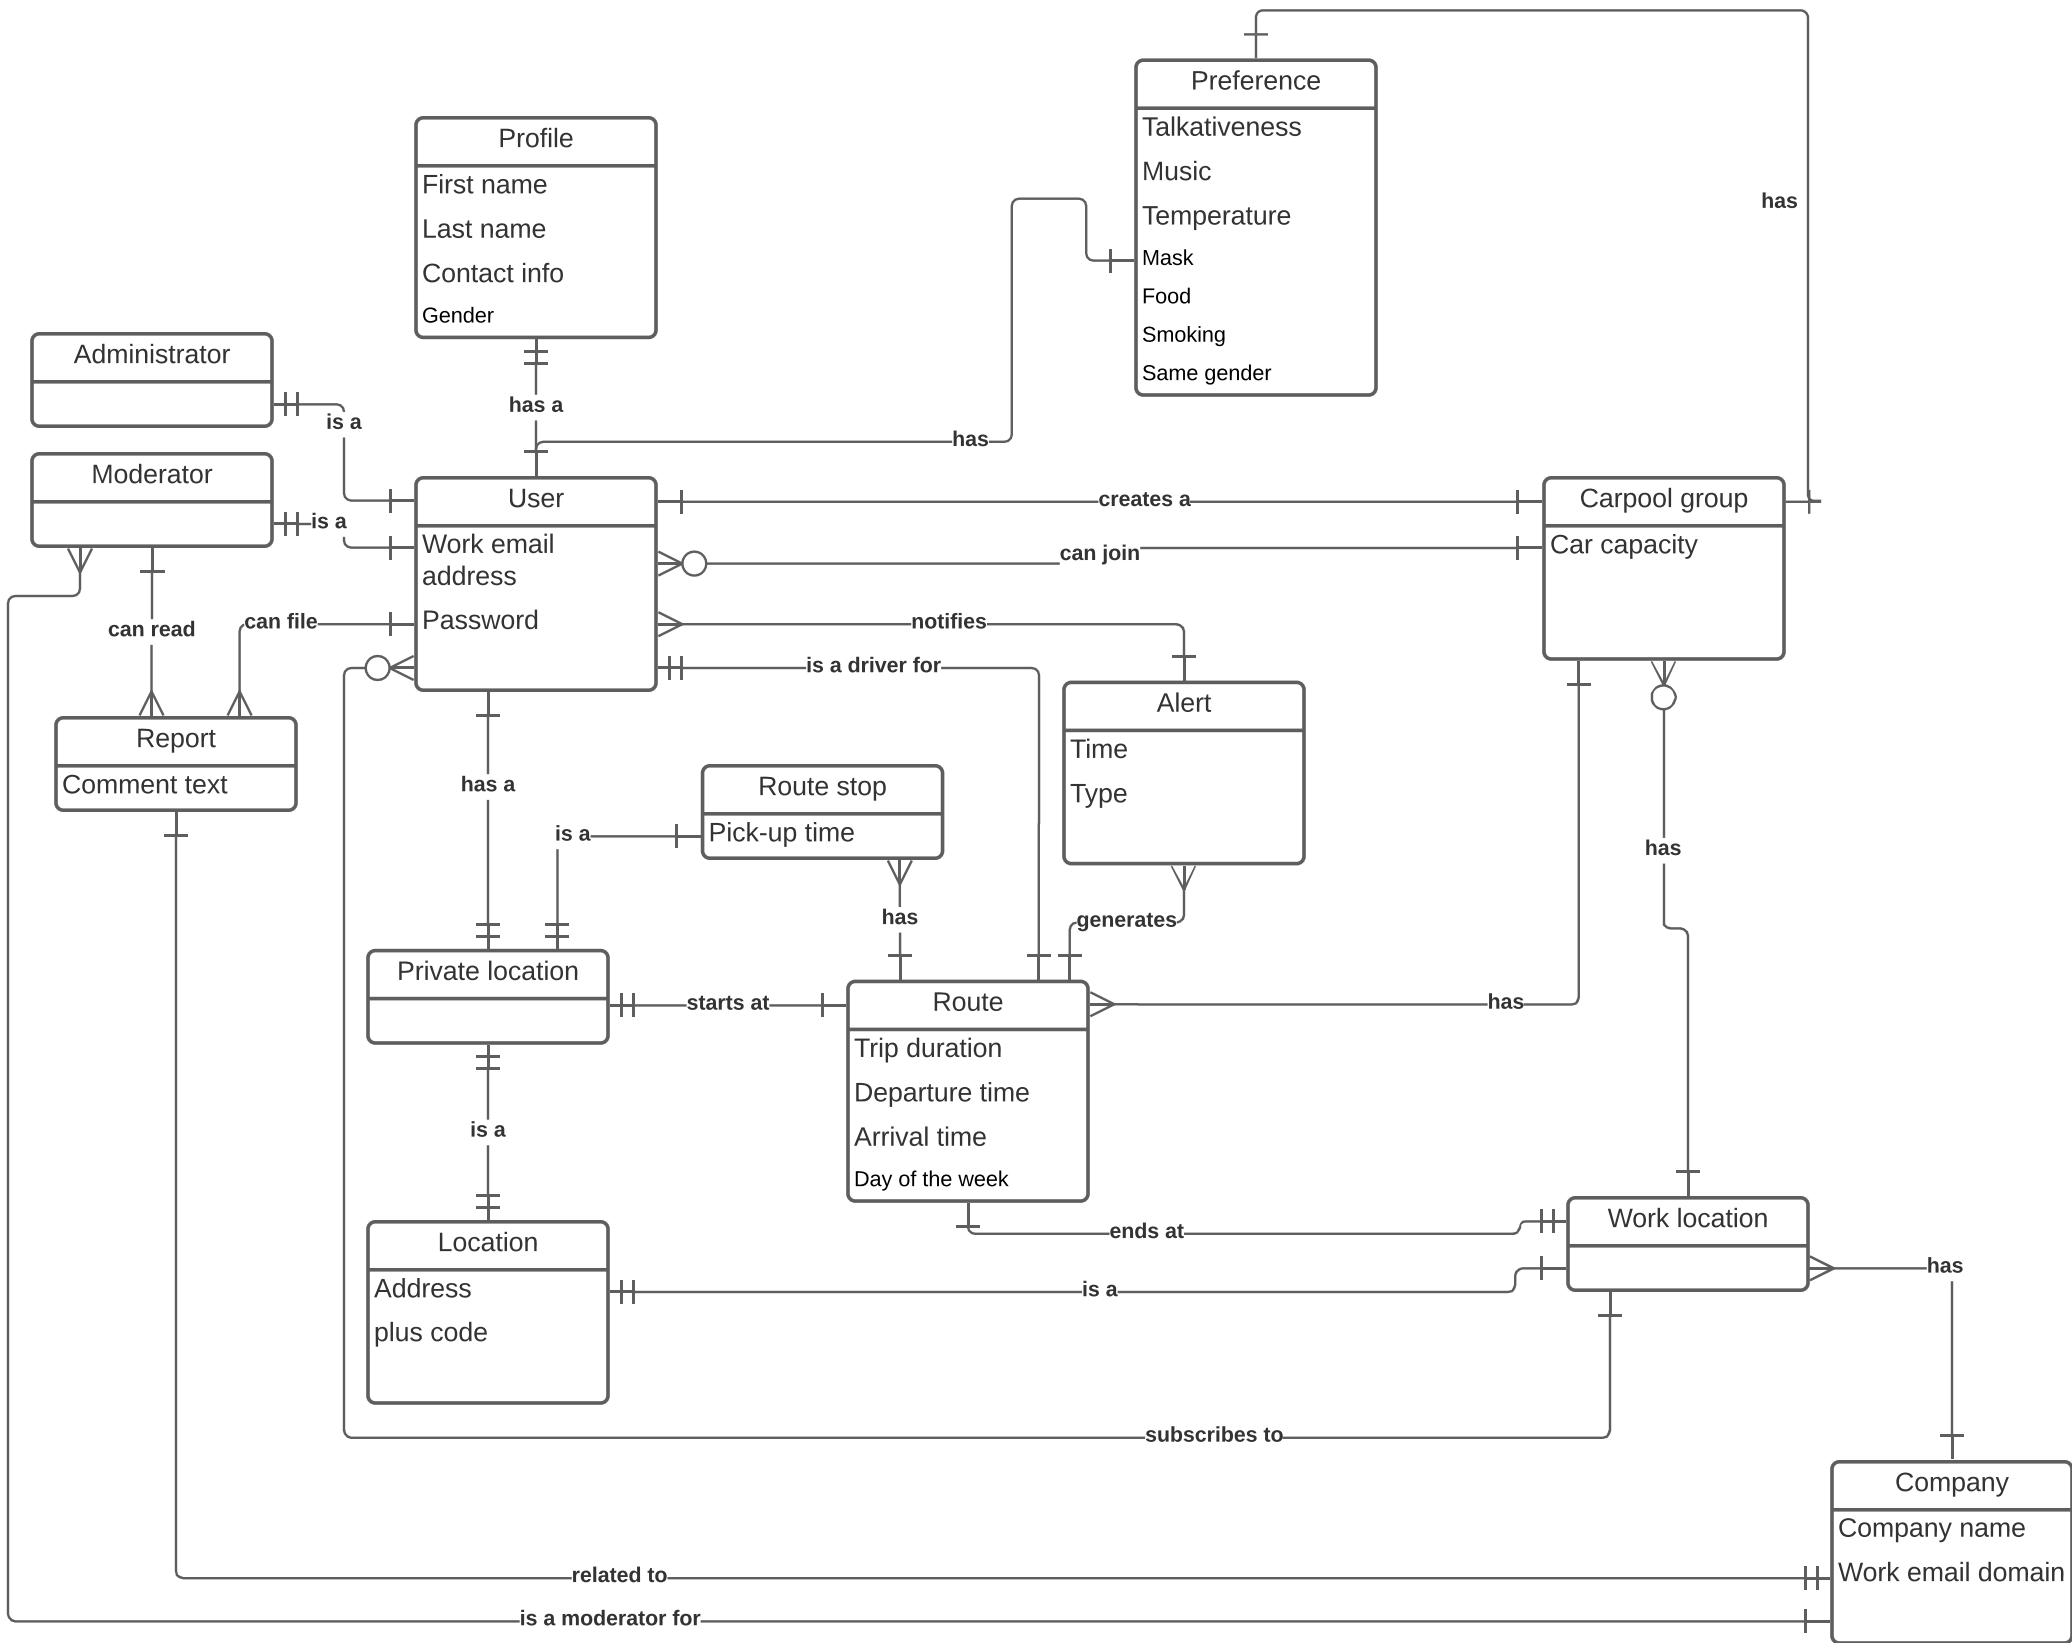 Preference
Talkativeness
Music
Temperature
Mask
Food
Smoking
Same gender
has
Profile
First name
Last name
Contact info
Gender
Administrator
is a
has a
has
Moderator
is a
User
Work email
address
Password
creates a
can join
Carpool group
Car capacity
can read
can file
notifies
is a driver for
Report
Comment text
Alert
Time
Type
has a
Route stop
Pick-up time
is a
has
generates
has
Private location
starts at
Route
Trip duration
Departure time
Arrival time
Day of the week
has
is a
Location
Address
plus code
ends at
is a
Work location
has
subscribes to
Company
Company name
Work email domain
related to
is a moderator for